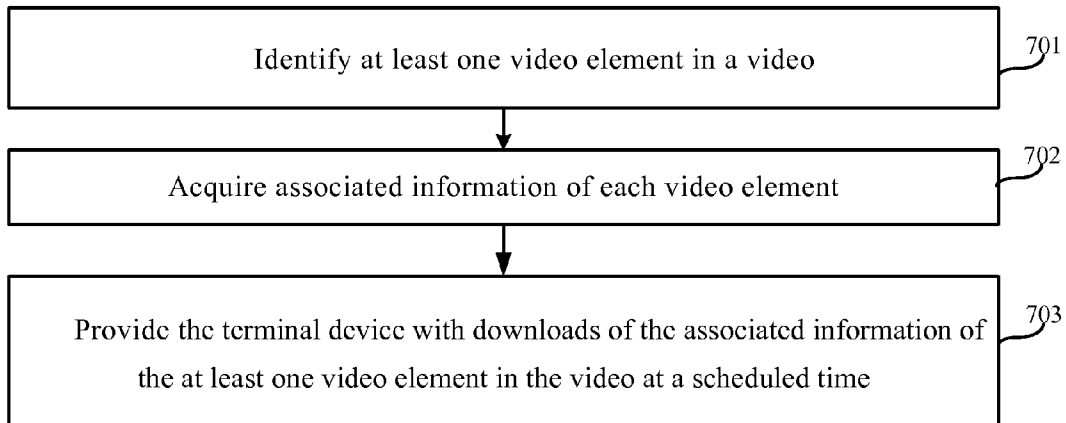 Identify at least one video element in a video
701
Acquire associated information of each video element
702
Provide the terminal device with downloads of the associated information of
the at least one video element in the video at a scheduled time
703